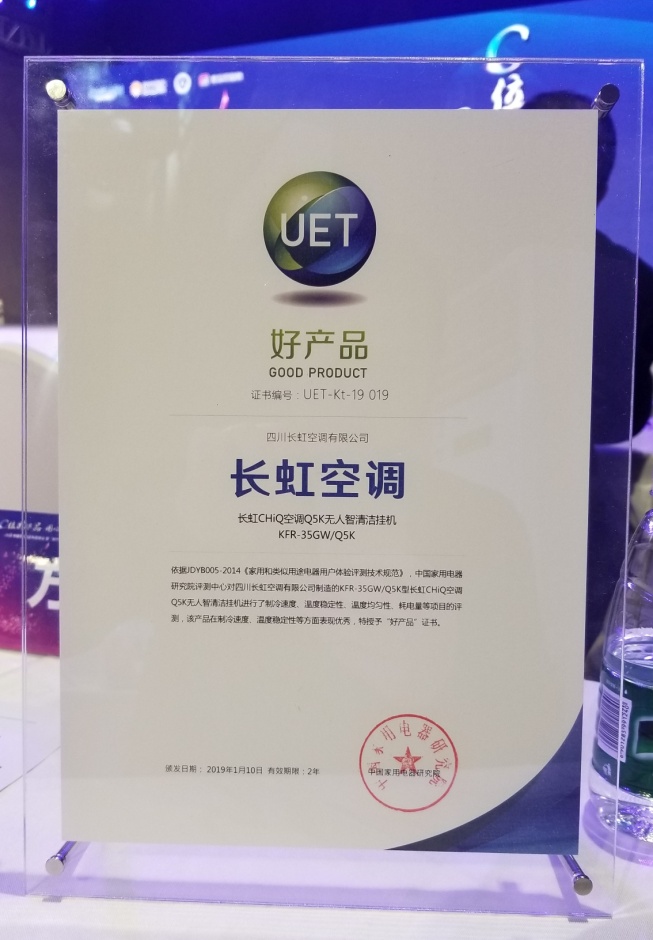 C
位
UET
好产品
GOOD PRODUCT
证书编号：UET-Kt-19 019
四川长虹空调有限公司
长虹空调
长虹CHiQ空调Q5K无人智清洁挂机
KFR-35GW/Q5K
依据JDYB005-2014《家用和类似用途电器用户体验评测技术规范》，中国家用电器
研究院评测中心对四川长虹空调有限公司制造的KFR-35GW/Q5K型长虹CHiQ空调
Q5K无人智清洁挂机进行了制冷速度、温度稳定性、温度均匀性、耗电量等项目的评
测，该产品在制冷速度、温度稳定性等方面表现优秀，特授予“好产品”证书。
颁发日期：2019年1月10日 有效期限：2年
中国家用电器研究院
中国家用电器研究院
方